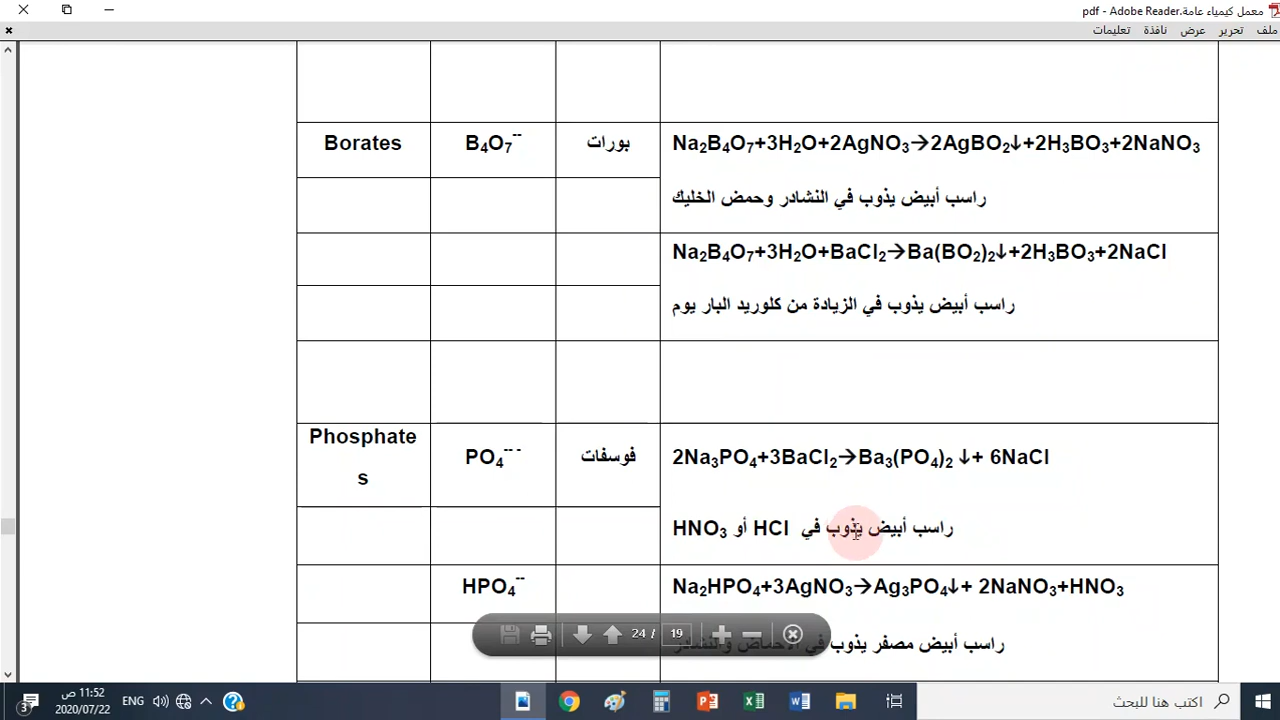 معمل كيمياء عامة.pdf - Adobe Reader
ملف تحرير عرض نافذة تعليمات
Borates B₄O₇⁻⁻ بورات Na₂B₄O₇+3H₂O+2AgNO₃→2AgBO₂↓+2H₃BO₃+2NaNO₃
راسب أبيض يذوب في النشادر وحمض الخليك
Na₂B₄O₇+3H₂O+BaCl₂→Ba(BO₂)₂↓+2H₃BO₃+2NaCl
راسب أبيض يذوب في الزيادة من كلوريد البار يوم
Phosphate
s
PO₄⁻⁻⁻ فوسفات 2Na₃PO₄+3BaCl₂→Ba₃(PO₄)₂ ↓+ 6NaCl
راسب أبيض يذوب في HCl أو HNO₃
HPO₄⁻⁻ Na₂HPO₄+3AgNO₃→Ag₃PO₄↓+ 2NaNO₃+HNO₃
راسب أبيض مصفر يذوب في الأحماض والنشادر
24 / 19
11:52 ص
2020/07/22
ENG
3
اكتب هنا للبحث